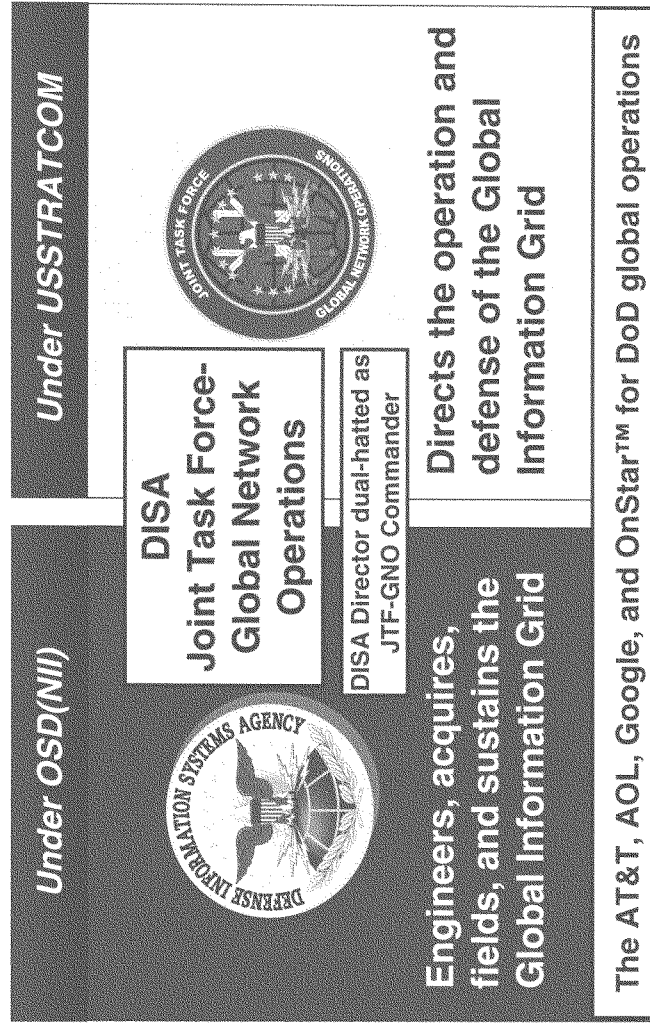 Under OSD(NII)
Under USSTRATCOM
DEFENSE INFORMATION SYSTEMS AGENCY
DISA
Joint Task Force-
Global Network
Operations
JOINT TASK FORCE
GLOBAL NETWORK OPERATIONS
DISA Director dual-hatted as
JTF-GNO Commander
Engineers, acquires,
fields, and sustains the
Global Information Grid
Directs the operation and
defense of the Global
Information Grid
The AT&T, AOL, Google, and OnStar™ for DoD global operations